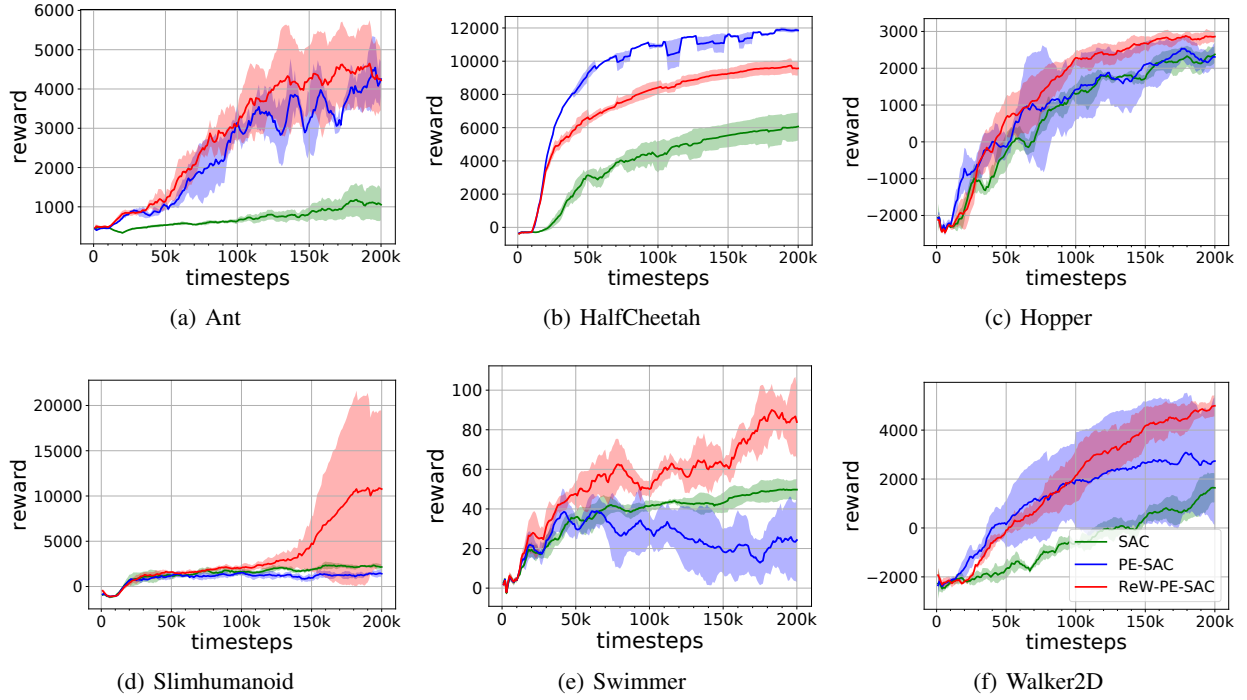 6000
5000
4000
3000
2000
1000
reward
0
50k
100k
150k
200k
timesteps
(a) Ant
12000
10000
8000
6000
4000
2000
0
reward
0
50k
100k
150k
200k
timesteps
(b) HalfCheetah
3000
2000
1000
0
−1000
−2000
reward
0
50k
100k
150k
200k
timesteps
(c) Hopper
20000
15000
10000
5000
0
reward
0
50k
100k
150k
200k
timesteps
(d) Slimhumanoid
100
80
60
40
20
0
reward
0
50k
100k
150k
200k
timesteps
(e) Swimmer
4000
2000
0
−2000
reward
SAC
PE-SAC
ReW-PE-SAC
0
50k
100k
150k
200k
timesteps
(f) Walker2D